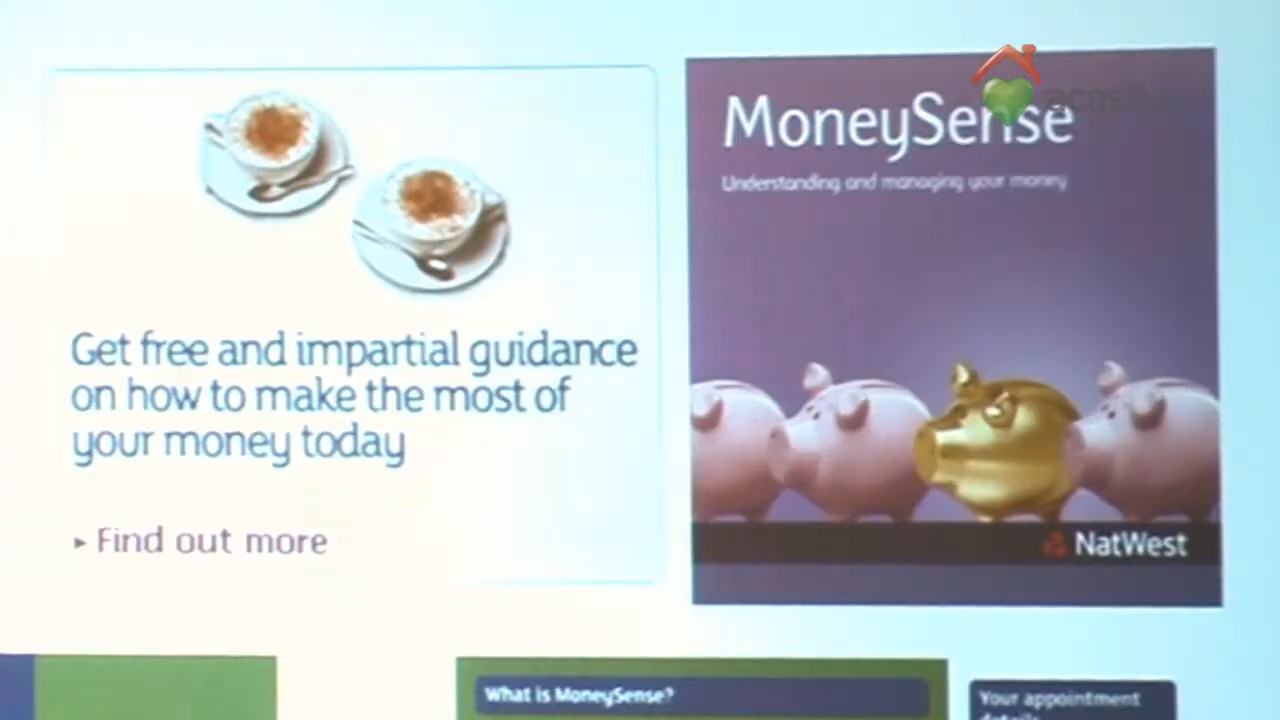 MoneySense
Understanding and managing your money
Get free and impartial guidance
on how to make the most of
your money today
▸ Find out more
NatWest
What is MoneySense?
Your appointment
details